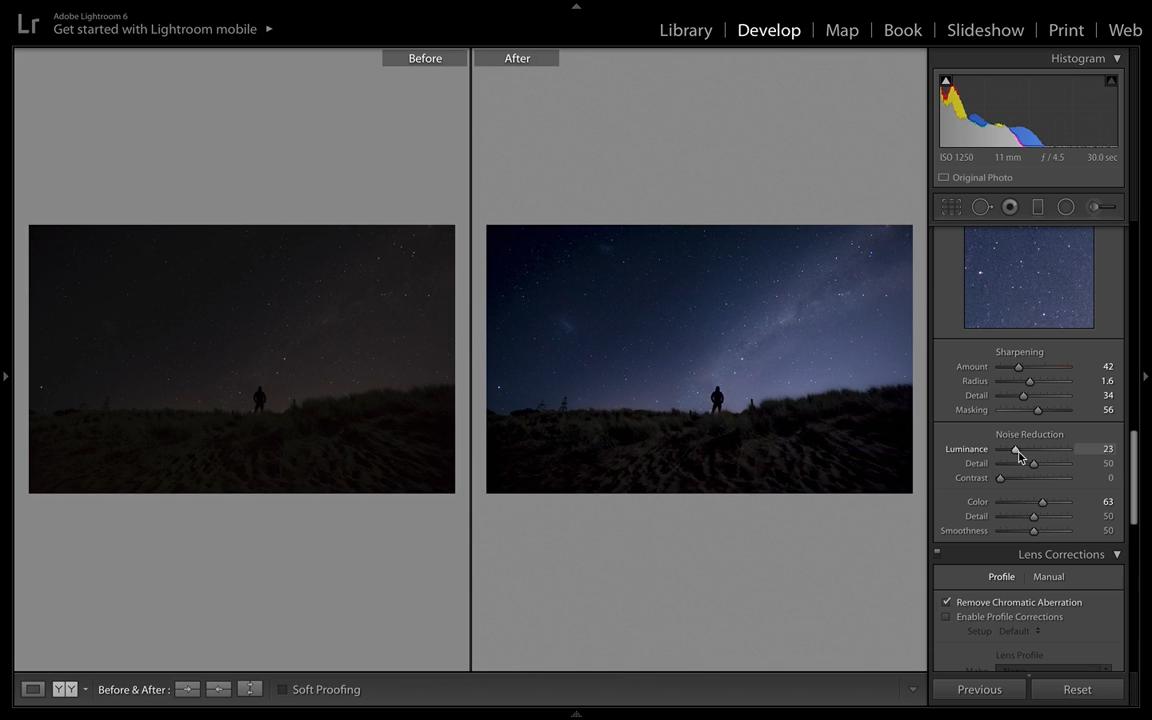 Lr
Adobe Lightroom 6
Get started with Lightroom mobile
Library | Develop | Map | Book | Slideshow | Print | Web
Before
After
Histogram
ISO 1250 11 mm ƒ / 4.5 30.0 sec
Original Photo
Sharpening
Amount 42
Radius 1.6
Detail 34
Masking 56
Noise Reduction
Luminance 23
Detail 50
Contrast 0
Color 63
Detail 50
Smoothness 50
Lens Corrections
Profile | Manual
Remove Chromatic Aberration
Enable Profile Corrections
Setup Default
Lens Profile
YY Before & After : Soft Proofing
Previous
Reset